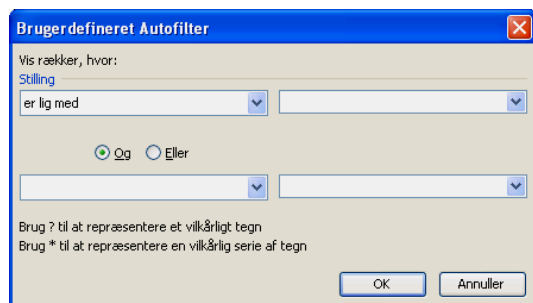 Brugerdefineret Autofilter
Vis rækker, hvor:
Stilling
er lig med
Og Eller
Brug ? til at repræsentere et vilkårligt tegn
Brug * til at repræsentere en vilkårlig serie af tegn
OK Annuller